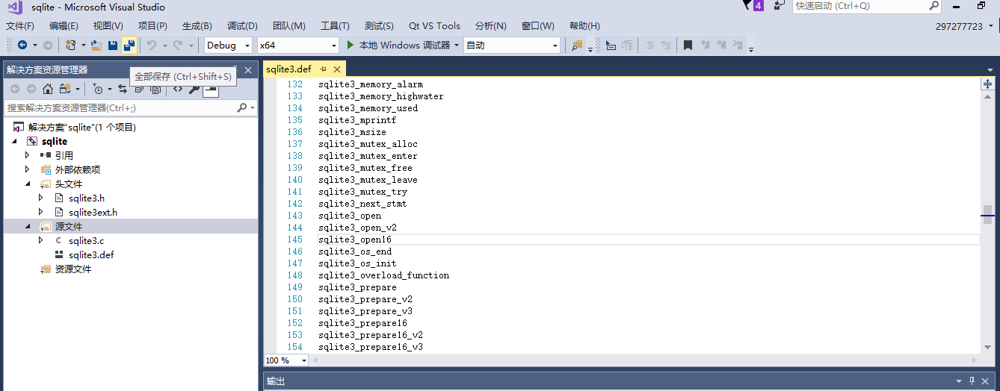 sqlite - Microsoft Visual Studio
4
快速启动 (Ctrl+Q)
文件(F) 编辑(E) 视图(V) 项目(P) 生成(B) 调试(D) 团队(M) 工具(T) 测试(S) Qt VS Tools 分析(N) 窗口(W) 帮助(H)
297277723
Debug x64 本地 Windows 调试器 自动
解决方案资源管理器
全部保存 (Ctrl+Shift+S)
搜索解决方案资源管理器(Ctrl+;)
解决方案"sqlite"(1 个项目)
sqlite
引用
外部依赖项
头文件
sqlite3.h
sqlite3ext.h
源文件
sqlite3.c
sqlite3.def
资源文件
sqlite3.def
132 sqlite3_memory_alarm
133 sqlite3_memory_highwater
134 sqlite3_memory_used
135 sqlite3_mprintf
136 sqlite3_msize
137 sqlite3_mutex_alloc
138 sqlite3_mutex_enter
139 sqlite3_mutex_free
140 sqlite3_mutex_leave
141 sqlite3_mutex_try
142 sqlite3_next_stmt
143 sqlite3_open
144 sqlite3_open_v2
145 sqlite3_open16
146 sqlite3_os_end
147 sqlite3_os_init
148 sqlite3_overload_function
149 sqlite3_prepare
150 sqlite3_prepare_v2
151 sqlite3_prepare_v3
152 sqlite3_prepare16
153 sqlite3_prepare16_v2
154 sqlite3_prepare16_v3
100 %
输出